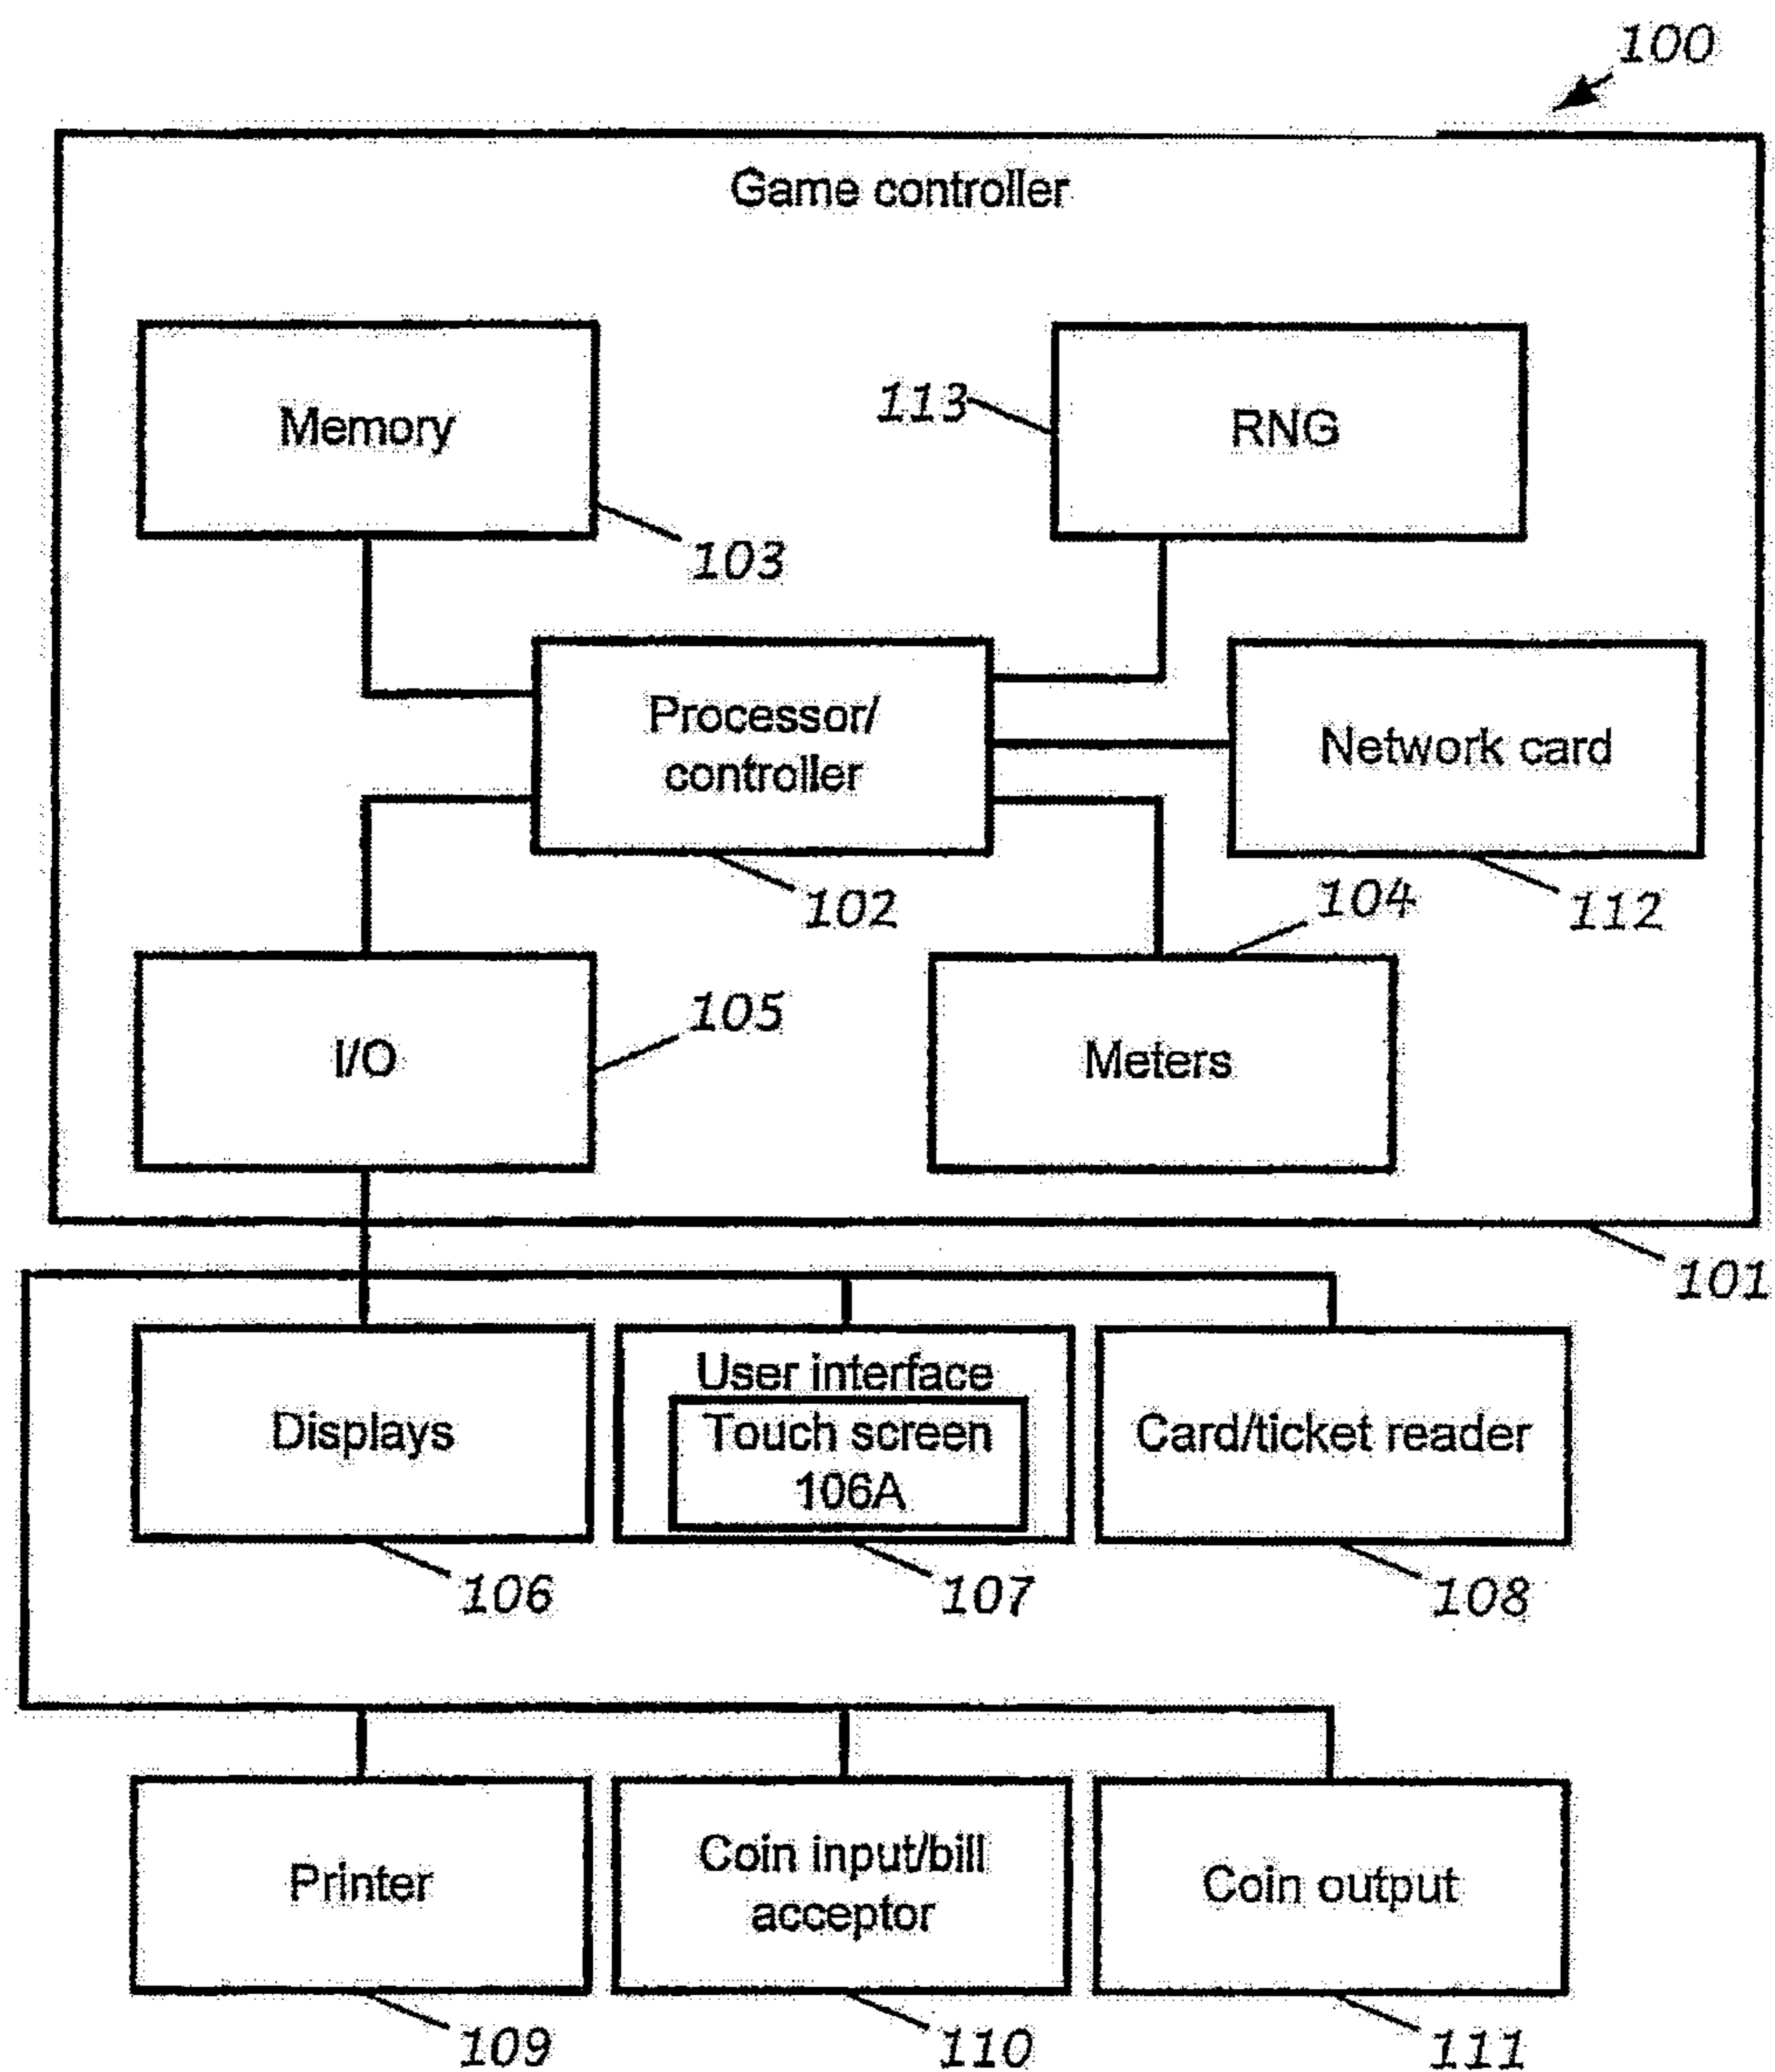 100
Game controller
Memory
113
RNG
103
Processor/
controller
Network card
102
104
112
I/O
105
Meters
101
Displays
User interface
Touch screen
106A
Card/ticket reader
106
107
108
Printer
Coin input/bill
acceptor
Coin output
109
110
111